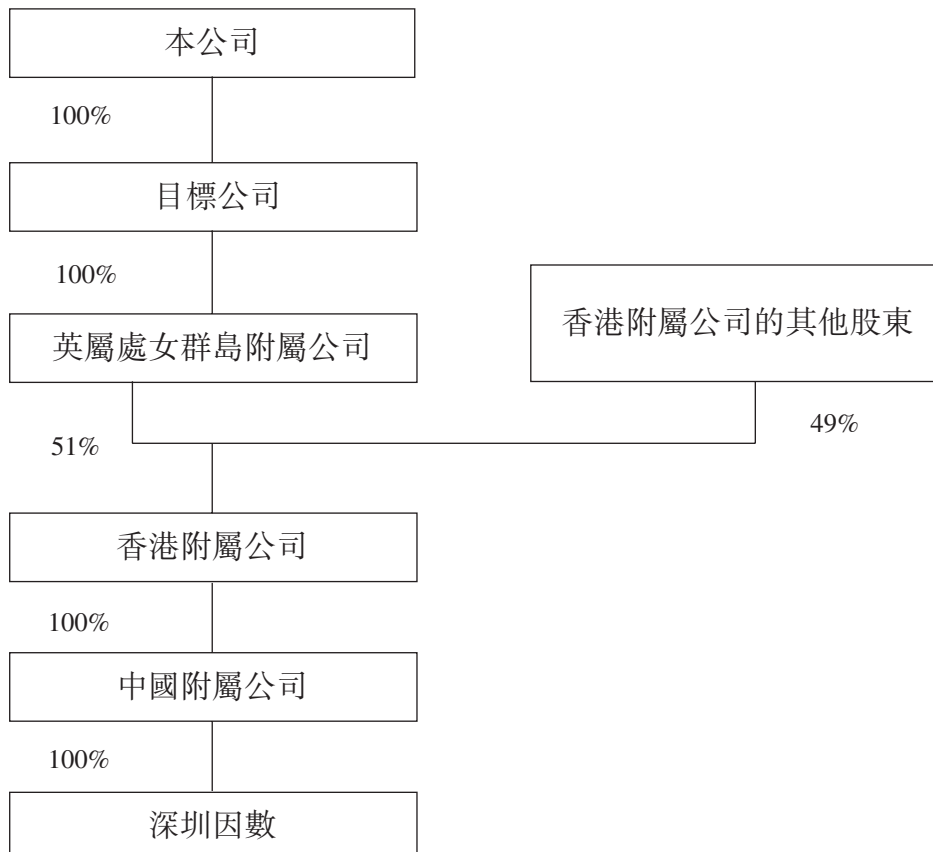 本公司
100%
目標公司
100%
英屬處女群島附屬公司
香港附屬公司的其他股東
51%
49%
香港附屬公司
100%
中國附屬公司
100%
深圳因數